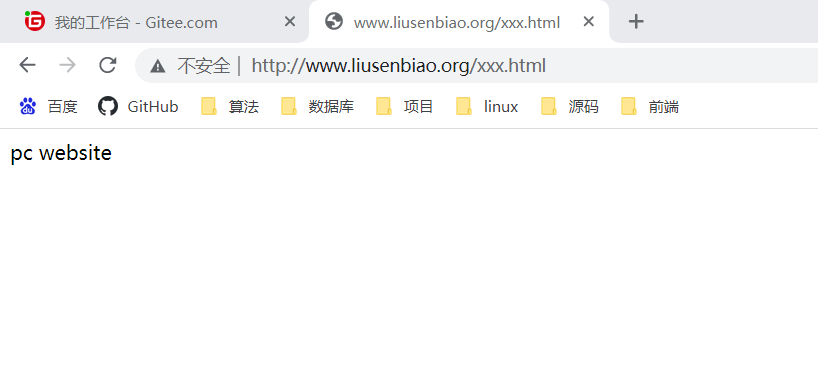 我的工作台 - Gitee.com www.liusenbiao.org/xxx.html
不安全 | http://www.liusenbiao.org/xxx.html
百度 GitHub 算法 数据库 项目 linux 源码 前端
pc website